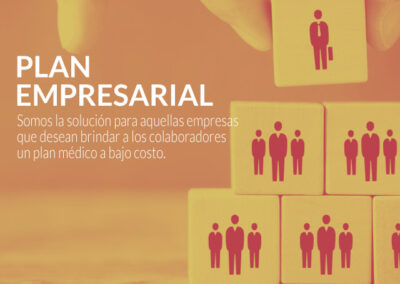 PLAN
EMPRESARIAL
Somos la solución para aquellas empresas
que desean brindar a los colaboradores
un plan médico a bajo costo.